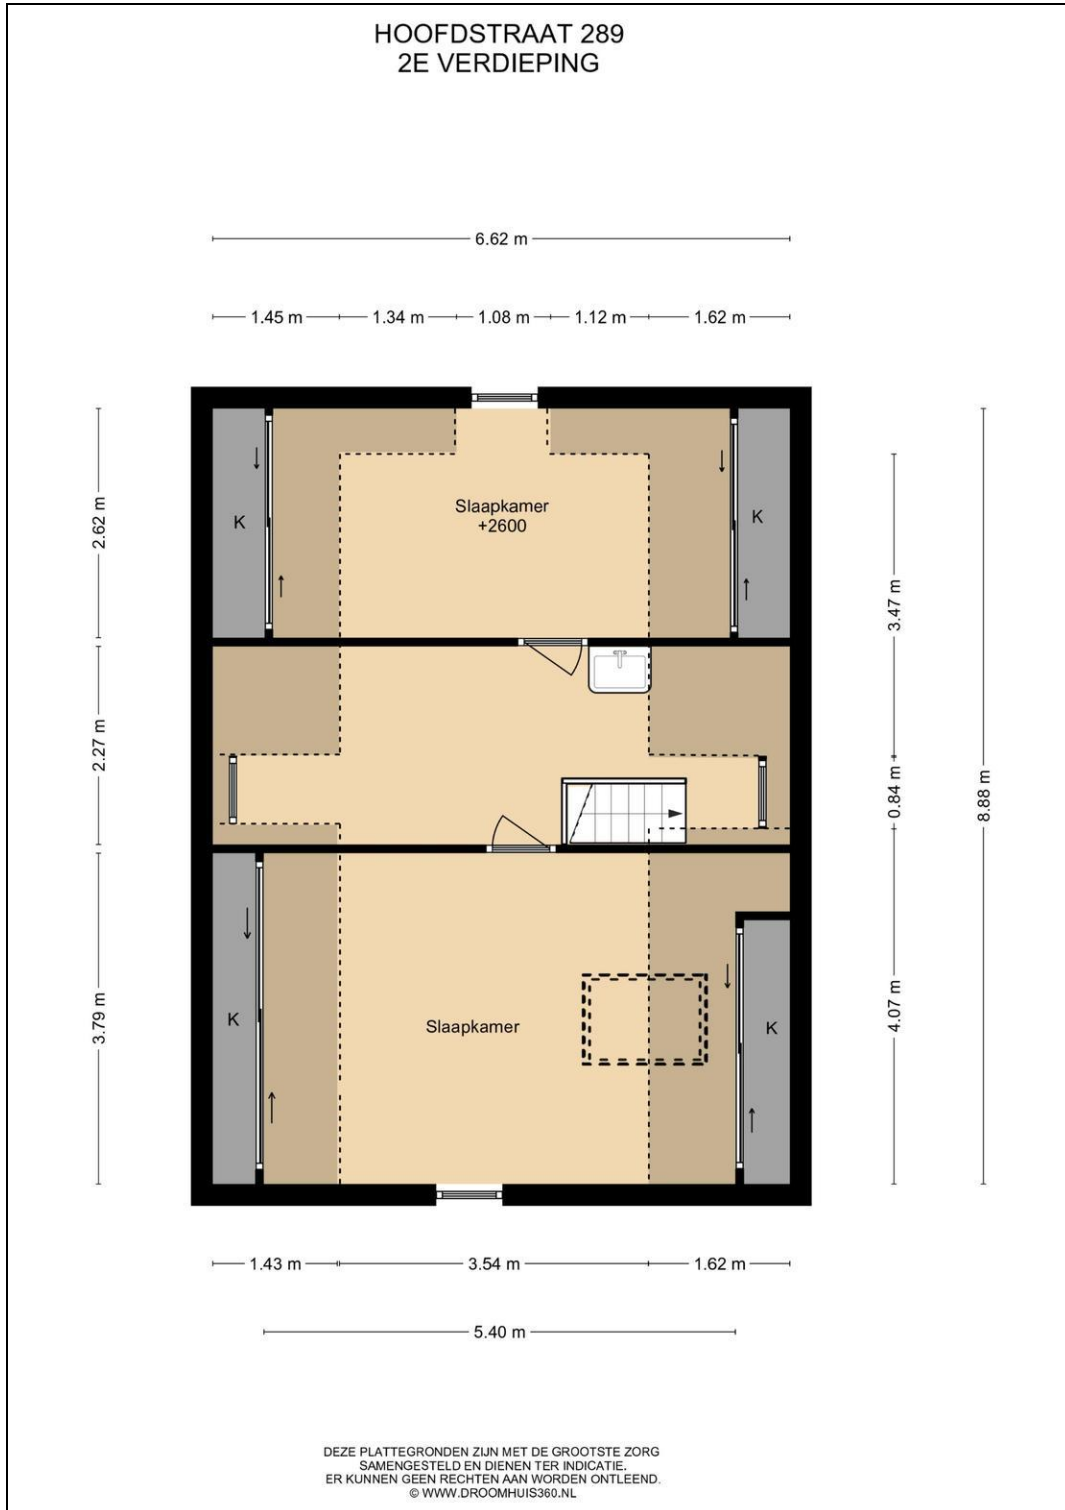 HOOFDSTRAAT 289
2E VERDIEPING
6.62 m
1.45 m
1.34 m
1.08 m
1.12 m
1.62 m
2.62 m
2.27 m
3.79 m
K
Slaapkamer
+2600
K
3.47 m
0.84 m
4.07 m
8.88 m
K
Slaapkamer
K
1.43 m
3.54 m
1.62 m
5.40 m
DEZE PLATTEGRONDEN ZIJN MET DE GROOTSTE ZORG
SAMENGESTELD EN DIENEN TER INDICATIE.
ER KUNNEN GEEN RECHTEN AAN WORDEN ONTLEEND.
© WWW.DROOMHUIS360.NL